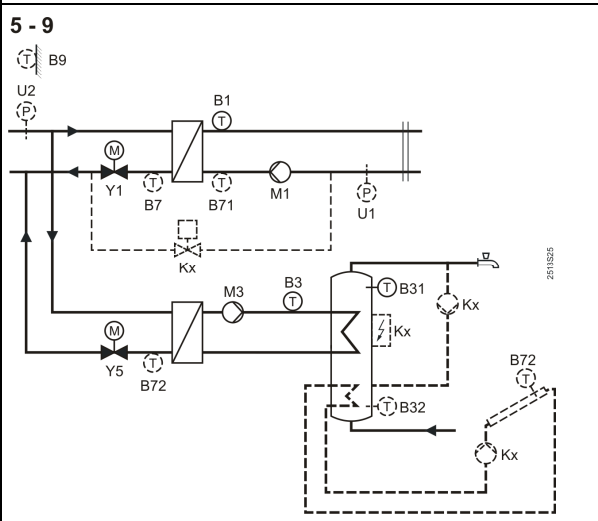 5 - 9
T B9
U2
P
B1
T
M
Y1
T
B7
T
B71
M1
P
U1
Kx
2513S25
M3
B3
T
T B31
Kx
Kx
M
Y5
T
B72
T B32
B72
T
Kx